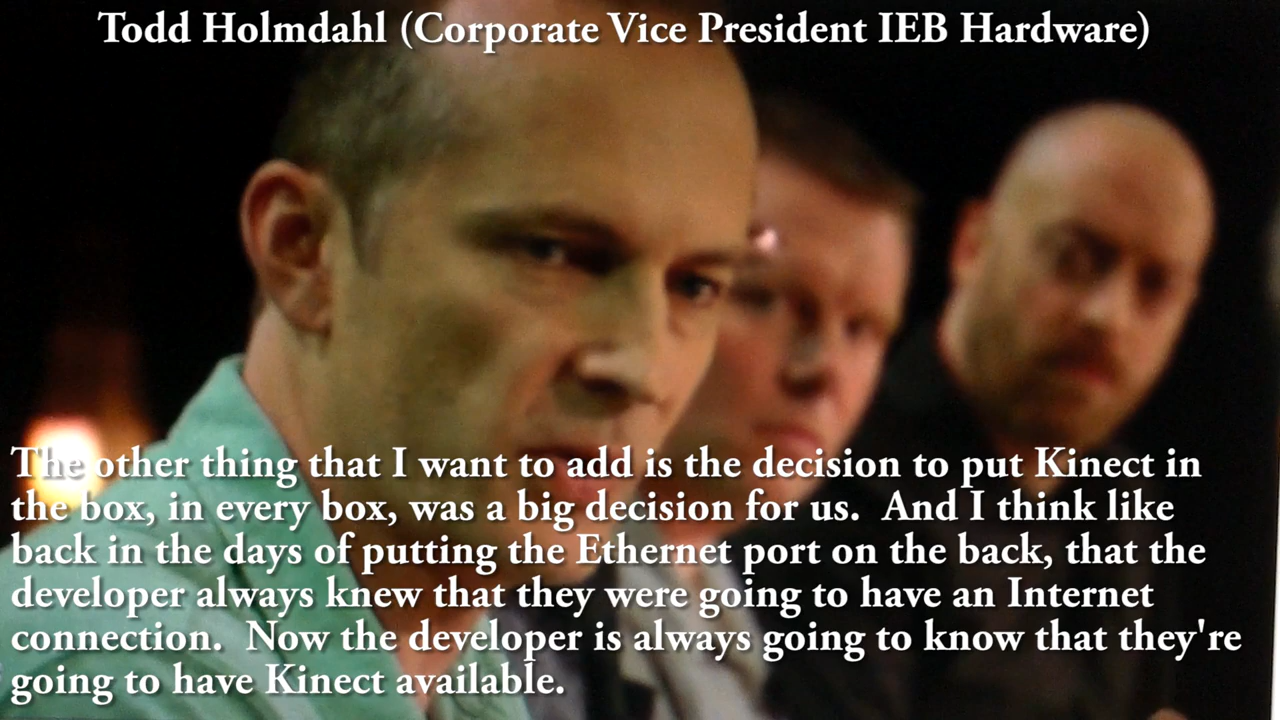 Todd Holmdahl (Corporate Vice President IEB Hardware)
The other thing that I want to add is the decision to put Kinect in
the box, in every box, was a big decision for us.  And I think like
back in the days of putting the Ethernet port on the back, that the
developer always knew that they were going to have an Internet
connection.  Now the developer is always going to know that they're
going to have Kinect available.